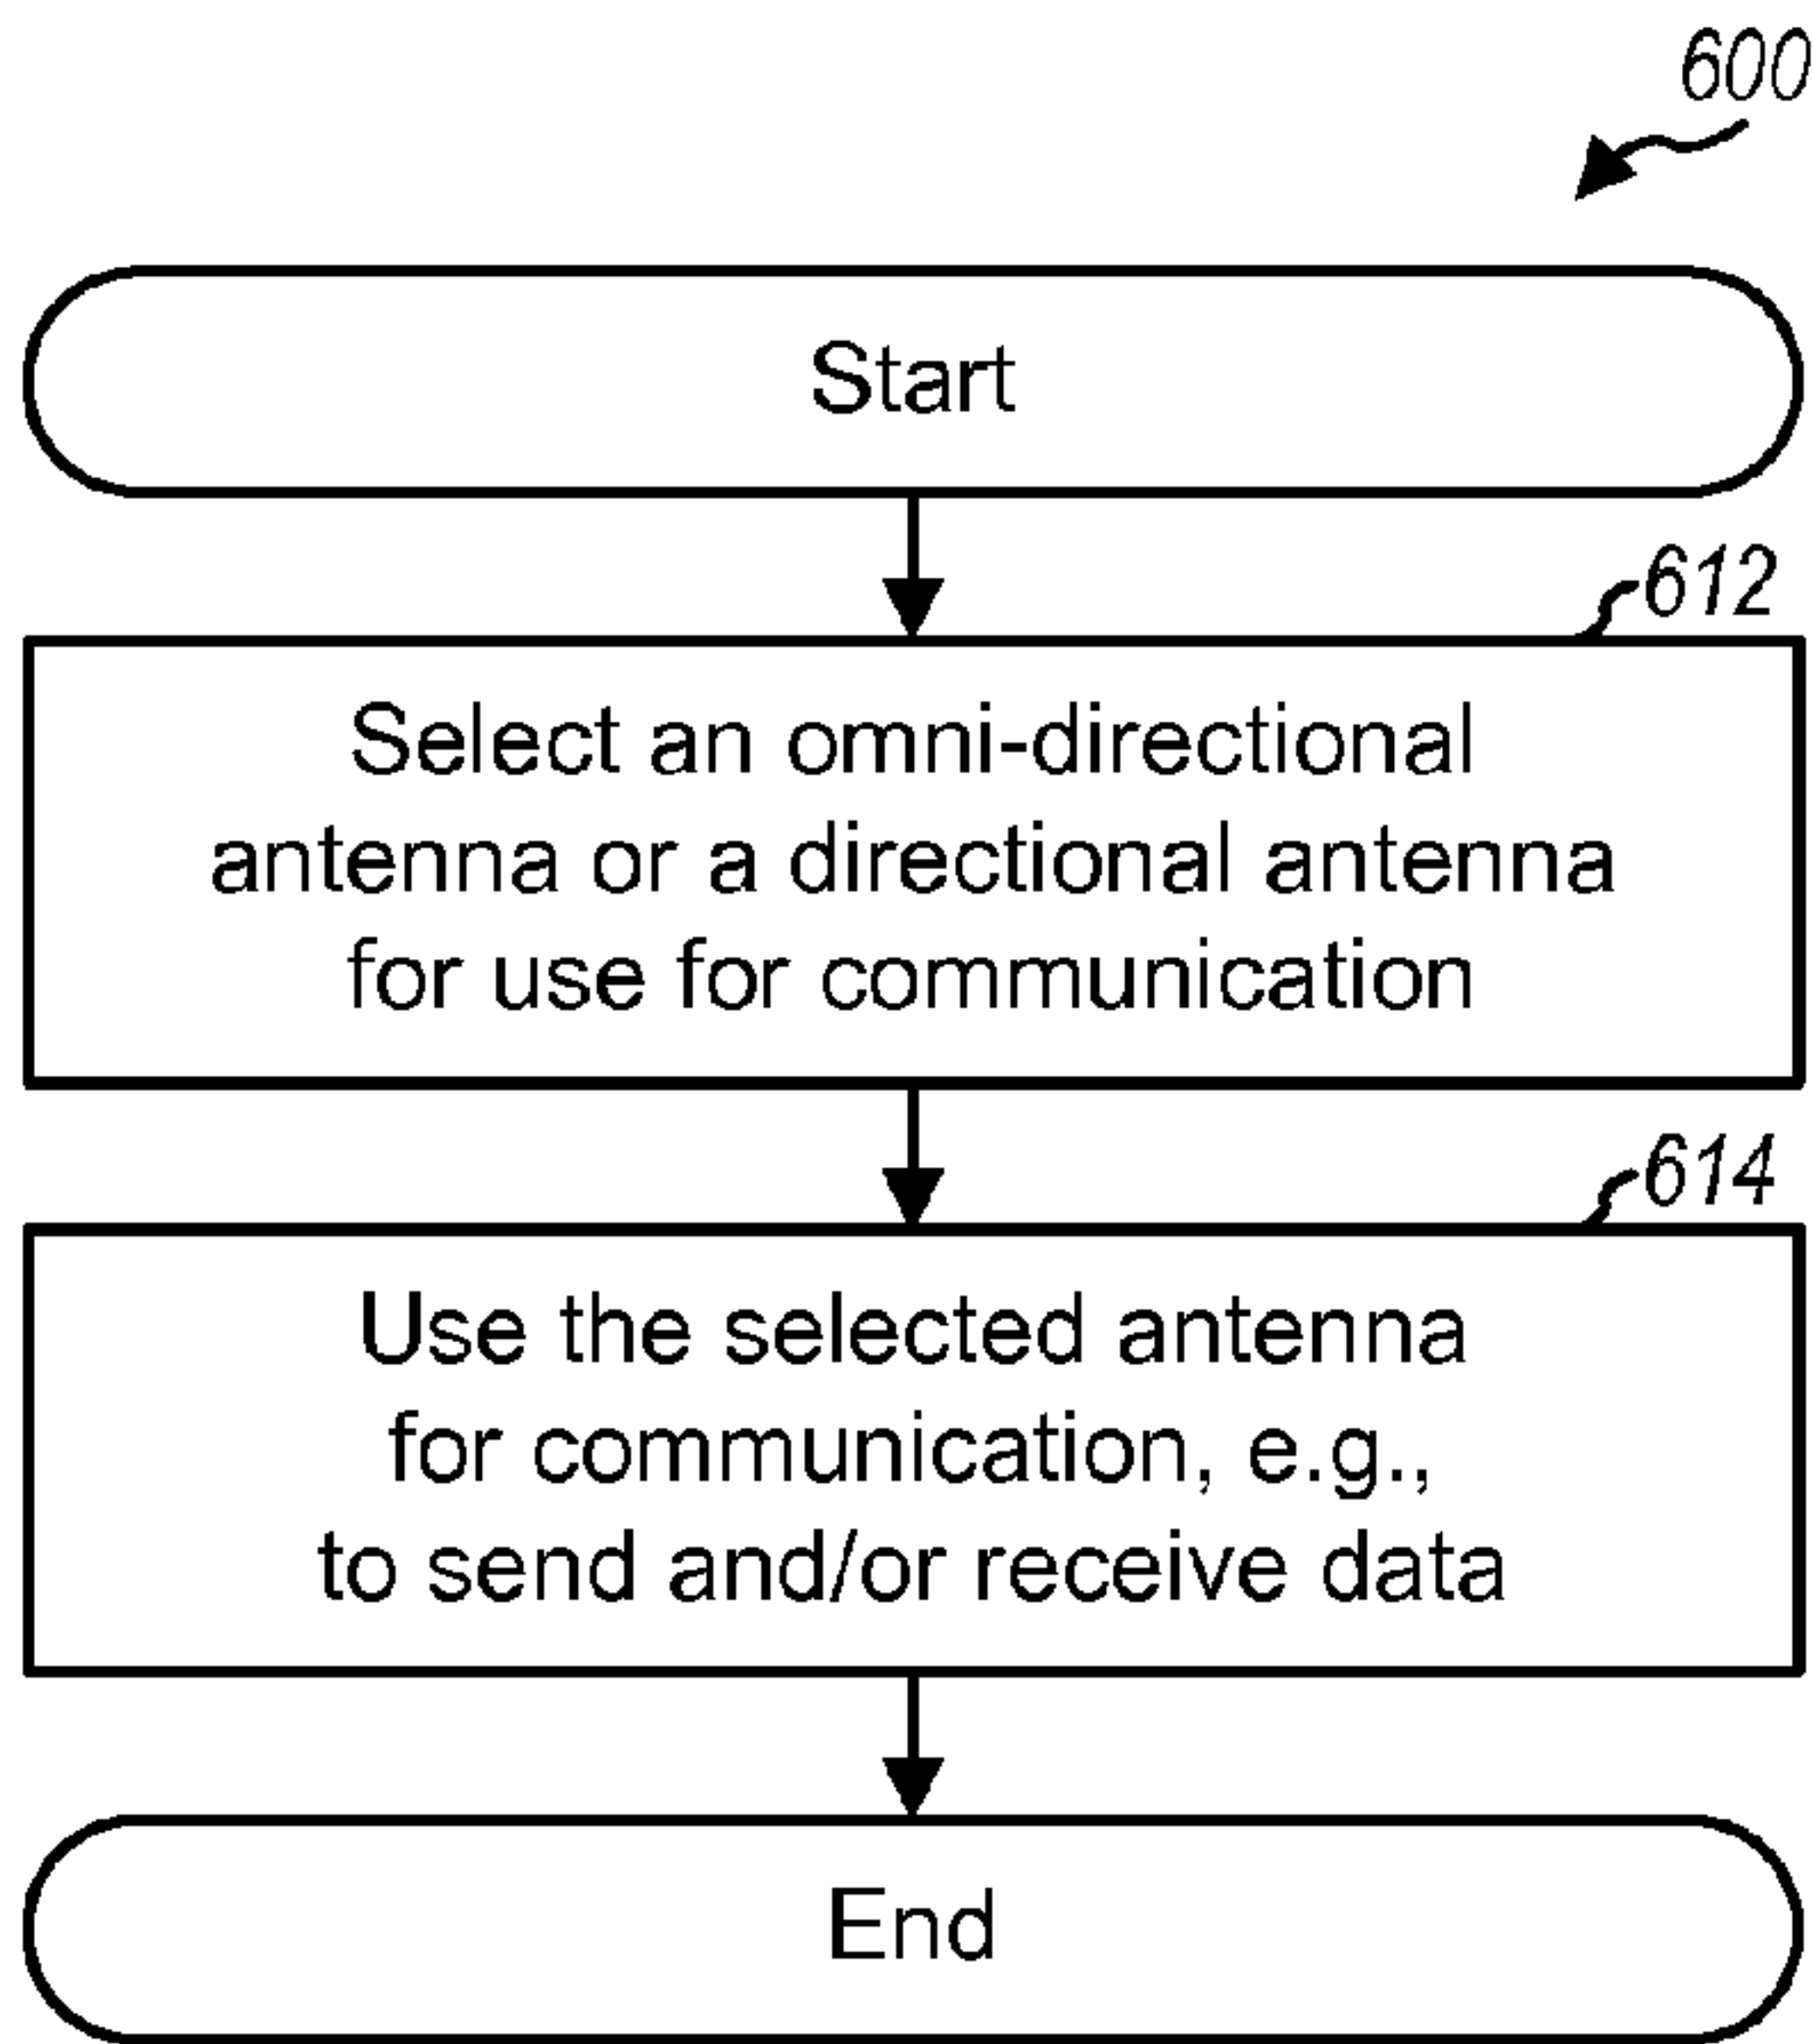 600
Start
612
Select an omni-directional
antenna or a directional antenna
for use for communication
614
Use the selected antenna
for communication, e.g.,
to send and/or receive data
End